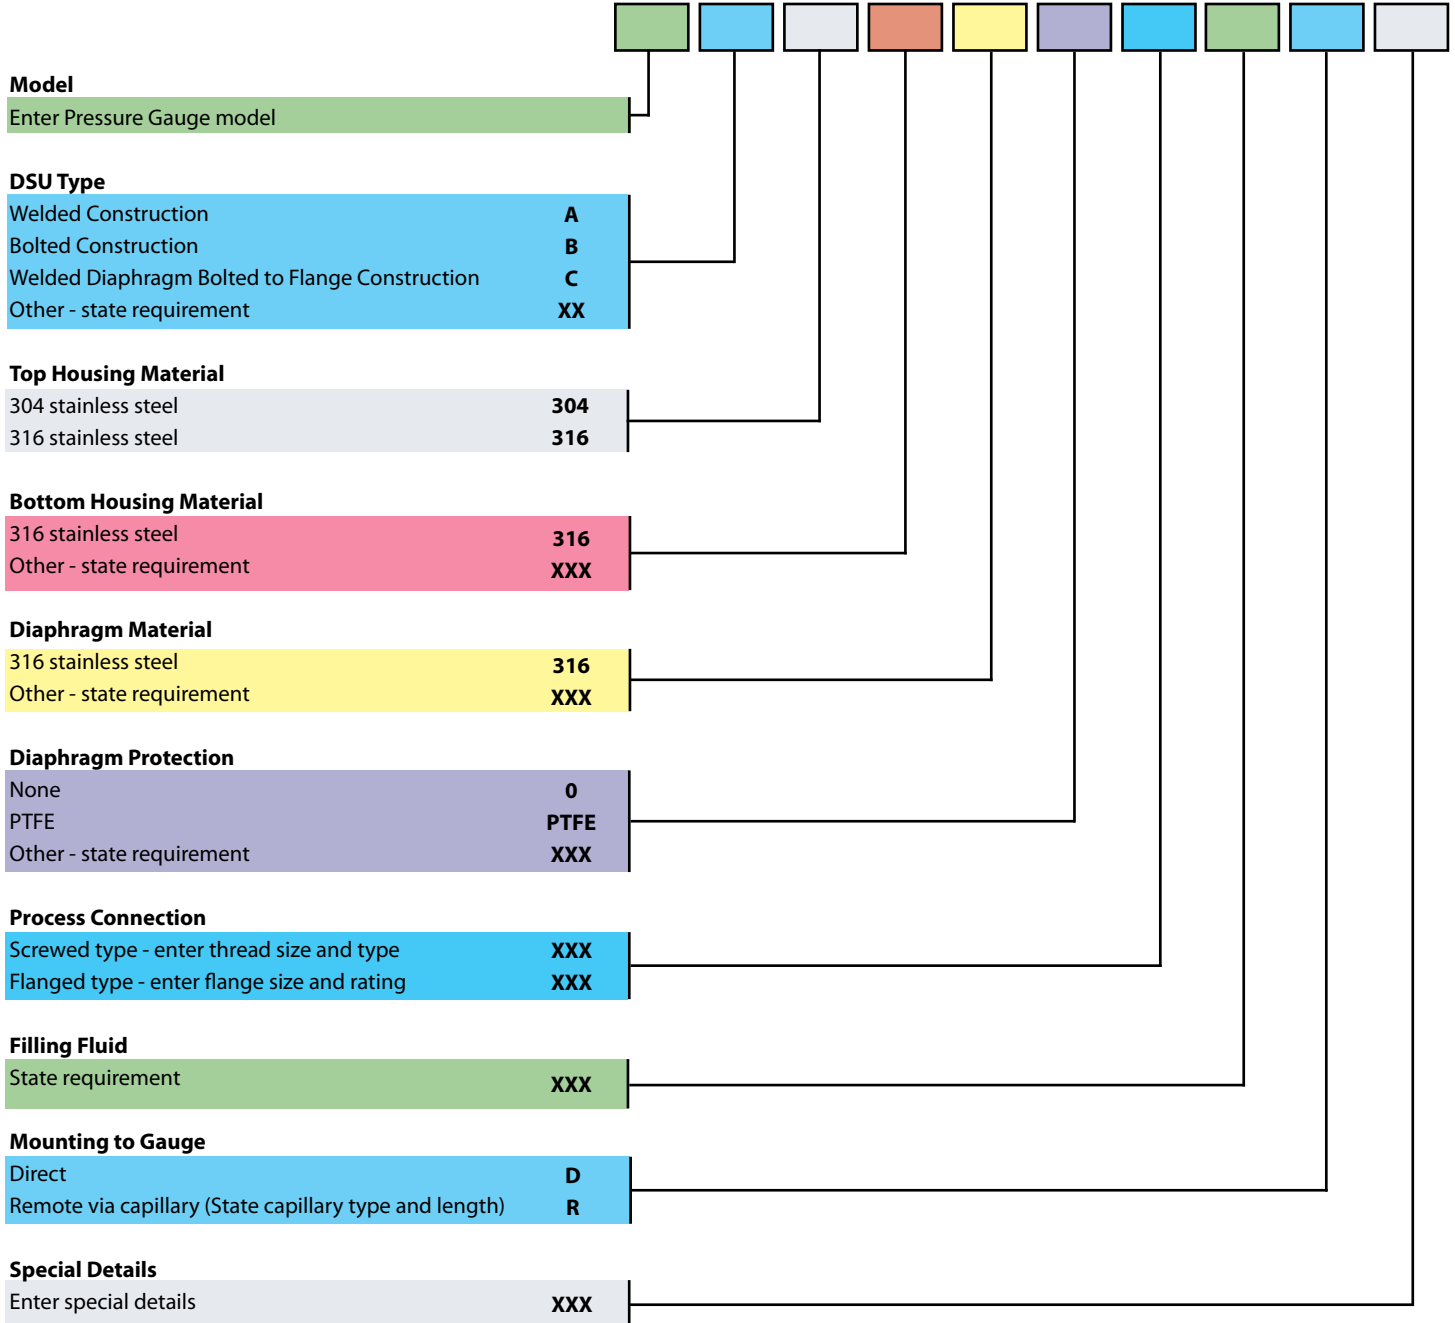 Model
Enter Pressure Gauge model
DSU Type
Welded Construction A
Bolted Construction B
Welded Diaphragm Bolted to Flange Construction C
Other - state requirement XX
Top Housing Material
304 stainless steel 304
316 stainless steel 316
Bottom Housing Material
316 stainless steel 316
Other - state requirement XXX
Diaphragm Material
316 stainless steel 316
Other - state requirement XXX
Diaphragm Protection
None 0
PTFE PTFE
Other - state requirement XXX
Process Connection
Screwed type - enter thread size and type XXX
Flanged type - enter flange size and rating XXX
Filling Fluid
State requirement XXX
Mounting to Gauge
Direct D
Remote via capillary (State capillary type and length) R
Special Details
Enter special details XXX